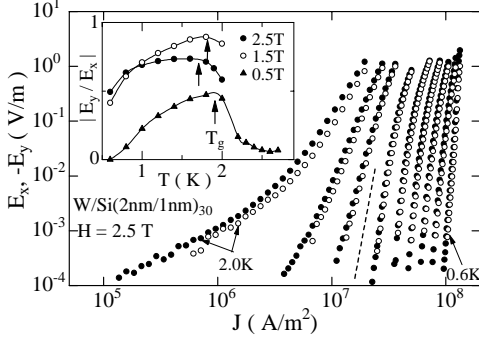 1
|E_y / E_x|
0
1
2
T ( K )
T_g
2.5T
1.5T
0.5T
E_x, -E_y ( V/m )
10^1
10^0
10^-1
10^-2
10^-3
10^-4
W/Si(2nm/1nm)_30
H = 2.5 T
2.0K
0.6K
10^5
10^6
10^7
10^8
J ( A/m^2)